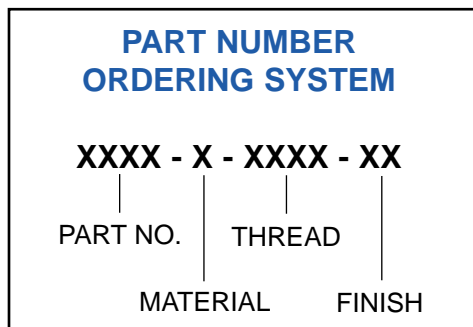 PART NUMBER
ORDERING SYSTEM
XXXX - X - XXXX - XX
PART NO. THREAD
MATERIAL FINISH